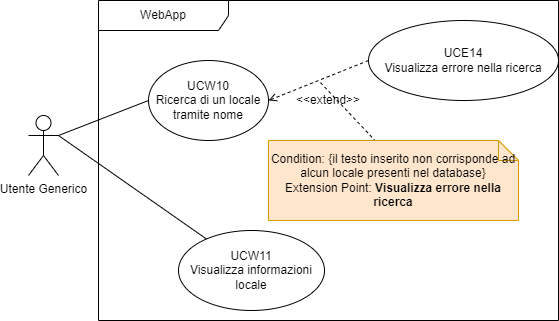 WebApp
UCE14
Visualizza errore nella ricerca
UCW10
Ricerca di un locale
tramite nome
<<extend>>
Condition: {il testo inserito non corrisponde ad
alcun locale presenti nel database}
Extension Point: Visualizza errore nella
ricerca
Utente Generico
UCW11
Visualizza informazioni
locale